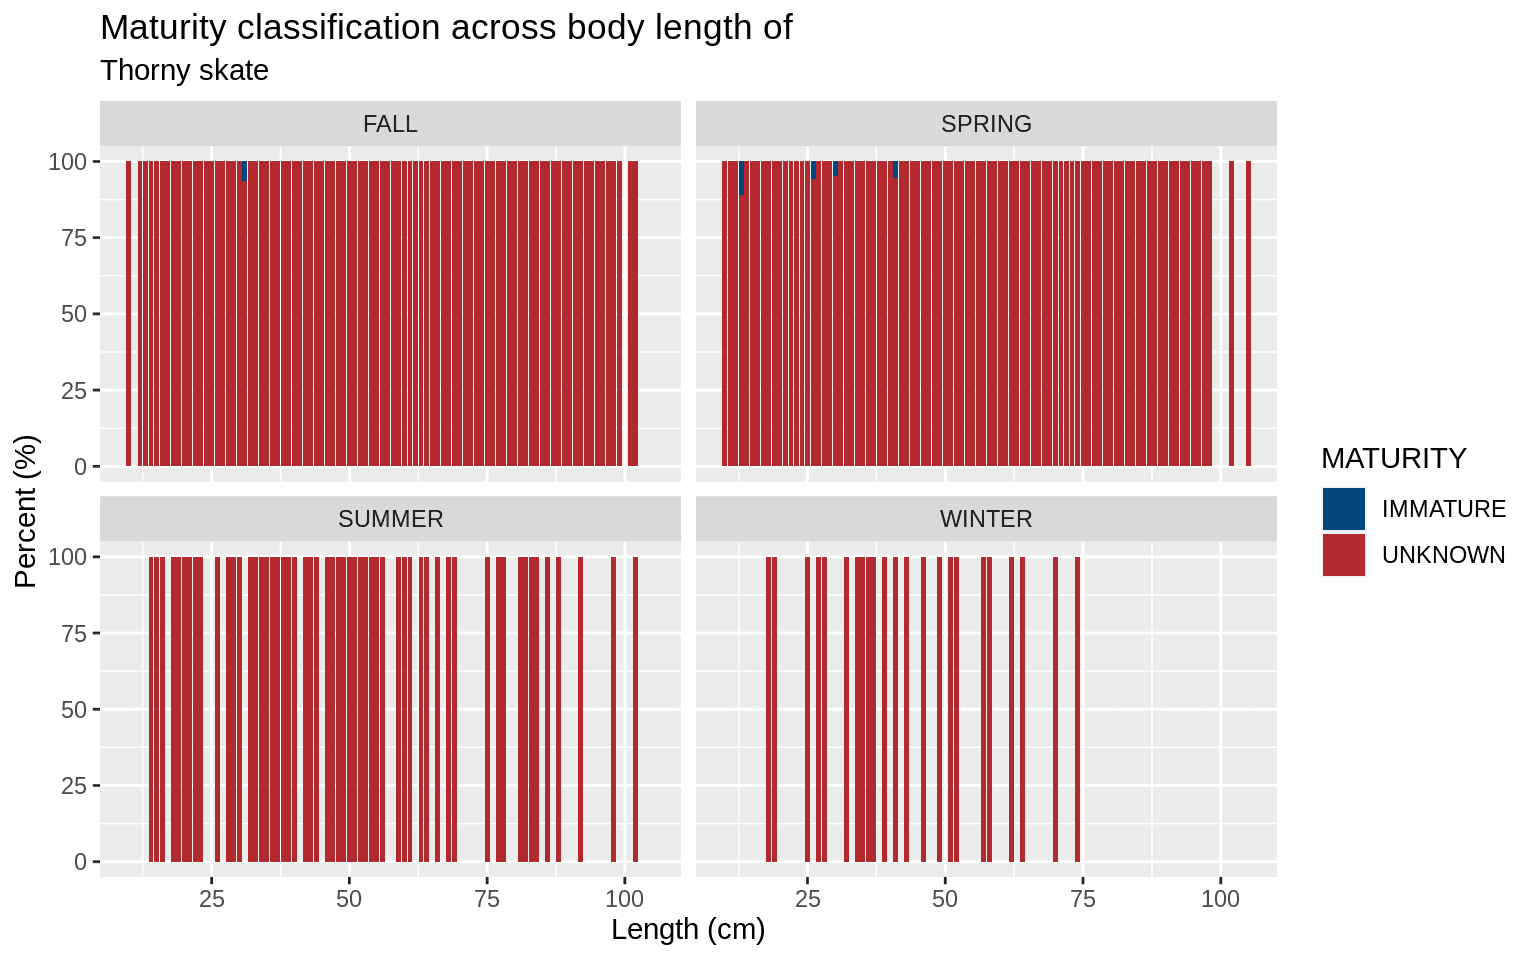 Maturity classification across body length of
Thorny skate
FALL
SPRING
100
75
50
25
0
SUMMER
WINTER
100
75
50
25
0
25
50
75
100
25
50
75
100
Length (cm)
Percent (%)
MATURITY
IMMATURE
UNKNOWN